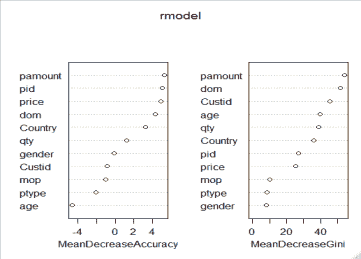 rmodel
pamount
pid
price
dom
Country
qty
gender
Custid
mop
ptype
age
-4 0 2 4
MeanDecreaseAccuracy
pamount
dom
Custid
age
qty
Country
pid
price
mop
ptype
gender
0 20 40
MeanDecreaseGini